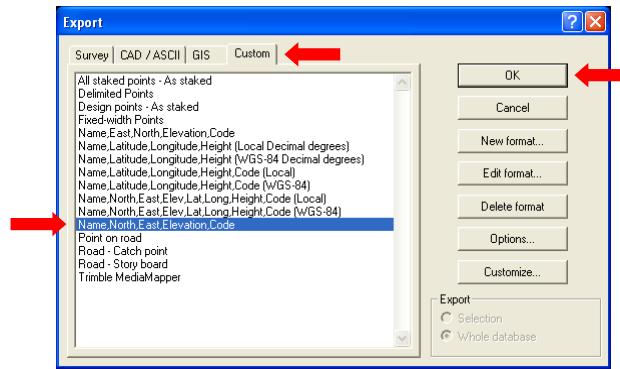 Export
Survey CAD / ASCII GIS Custom
All staked points - As staked
Delimited Points
Design points - As staked
Fixed-width Points
Name,East,North,Elevation,Code
Name,Latitude,Longitude,Height (Local Decimal degrees)
Name,Latitude,Longitude,Height (WGS-84 Decimal degrees)
Name,Latitude,Longitude,Height,Code (Local)
Name,Latitude,Longitude,Height,Code (WGS-84)
Name,North,East,Elev,Lat,Long,Height,Code (Local)
Name,North,East,Elev,Lat,Long,Height,Code (WGS-84)
Name,North,East,Elevation,Code
Point on road
Road - Catch point
Road - Story board
Trimble MediaMapper
OK
Cancel
New format...
Edit format...
Delete format
Options...
Customize...
Export
Selection
Whole database